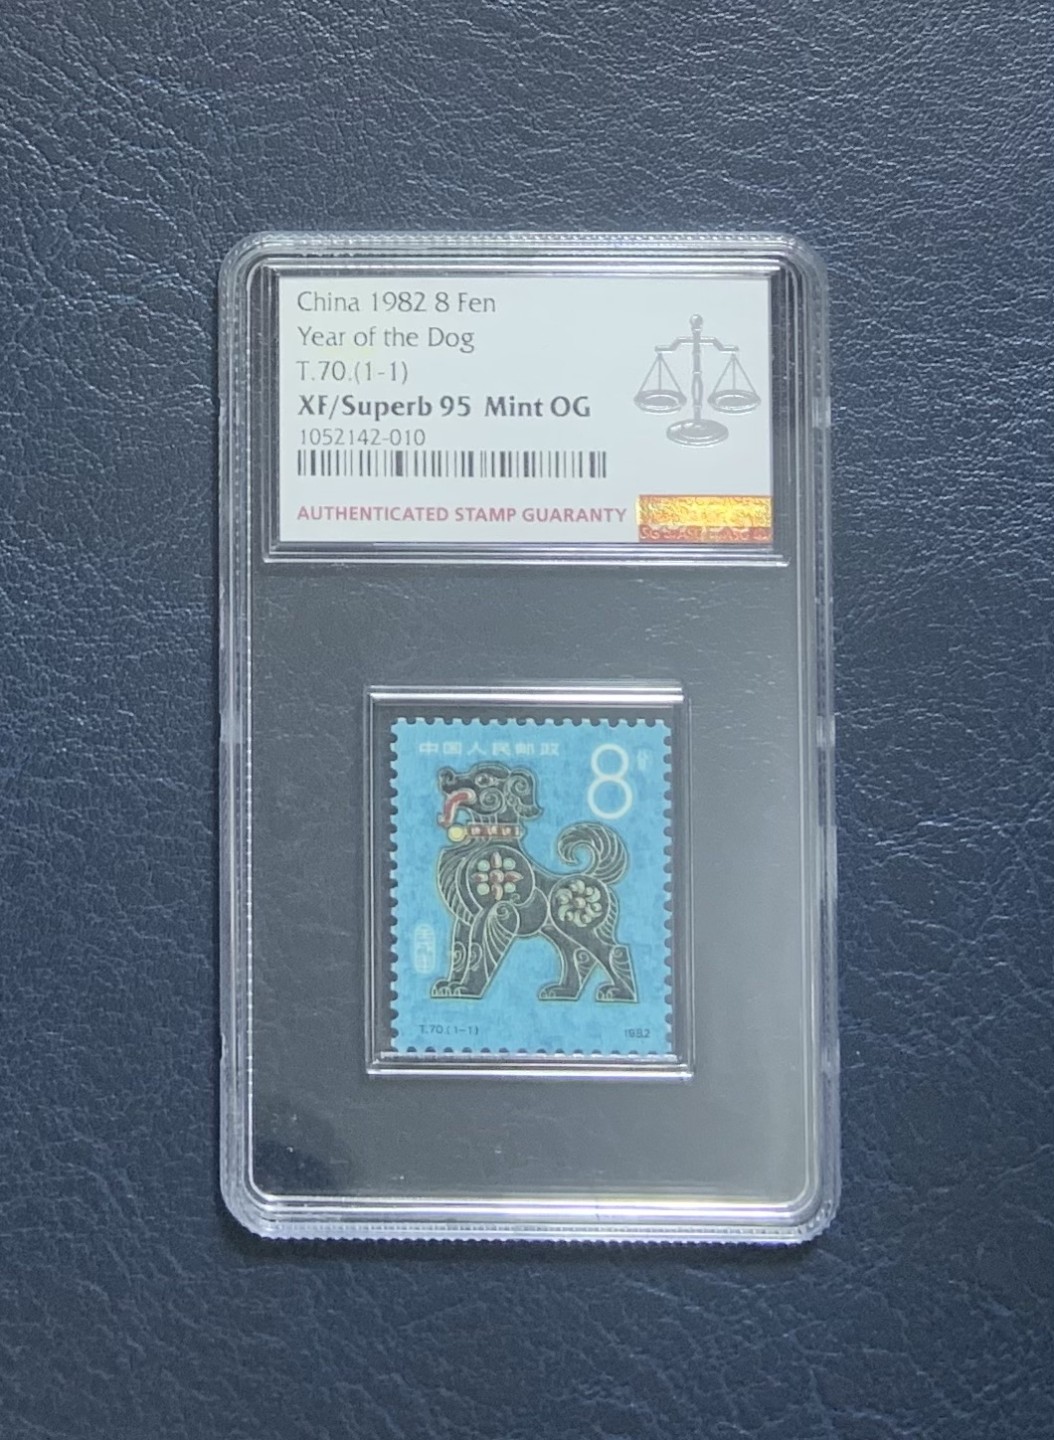 China 1982 8 Fen
Year of the Dog
T.70.(1-1)
XF/Superb 95 Mint OG
1052142-010
AUTHENTICATED STAMP GUARANTY
中国人民邮政
8分
T.70.(1-1)
1982